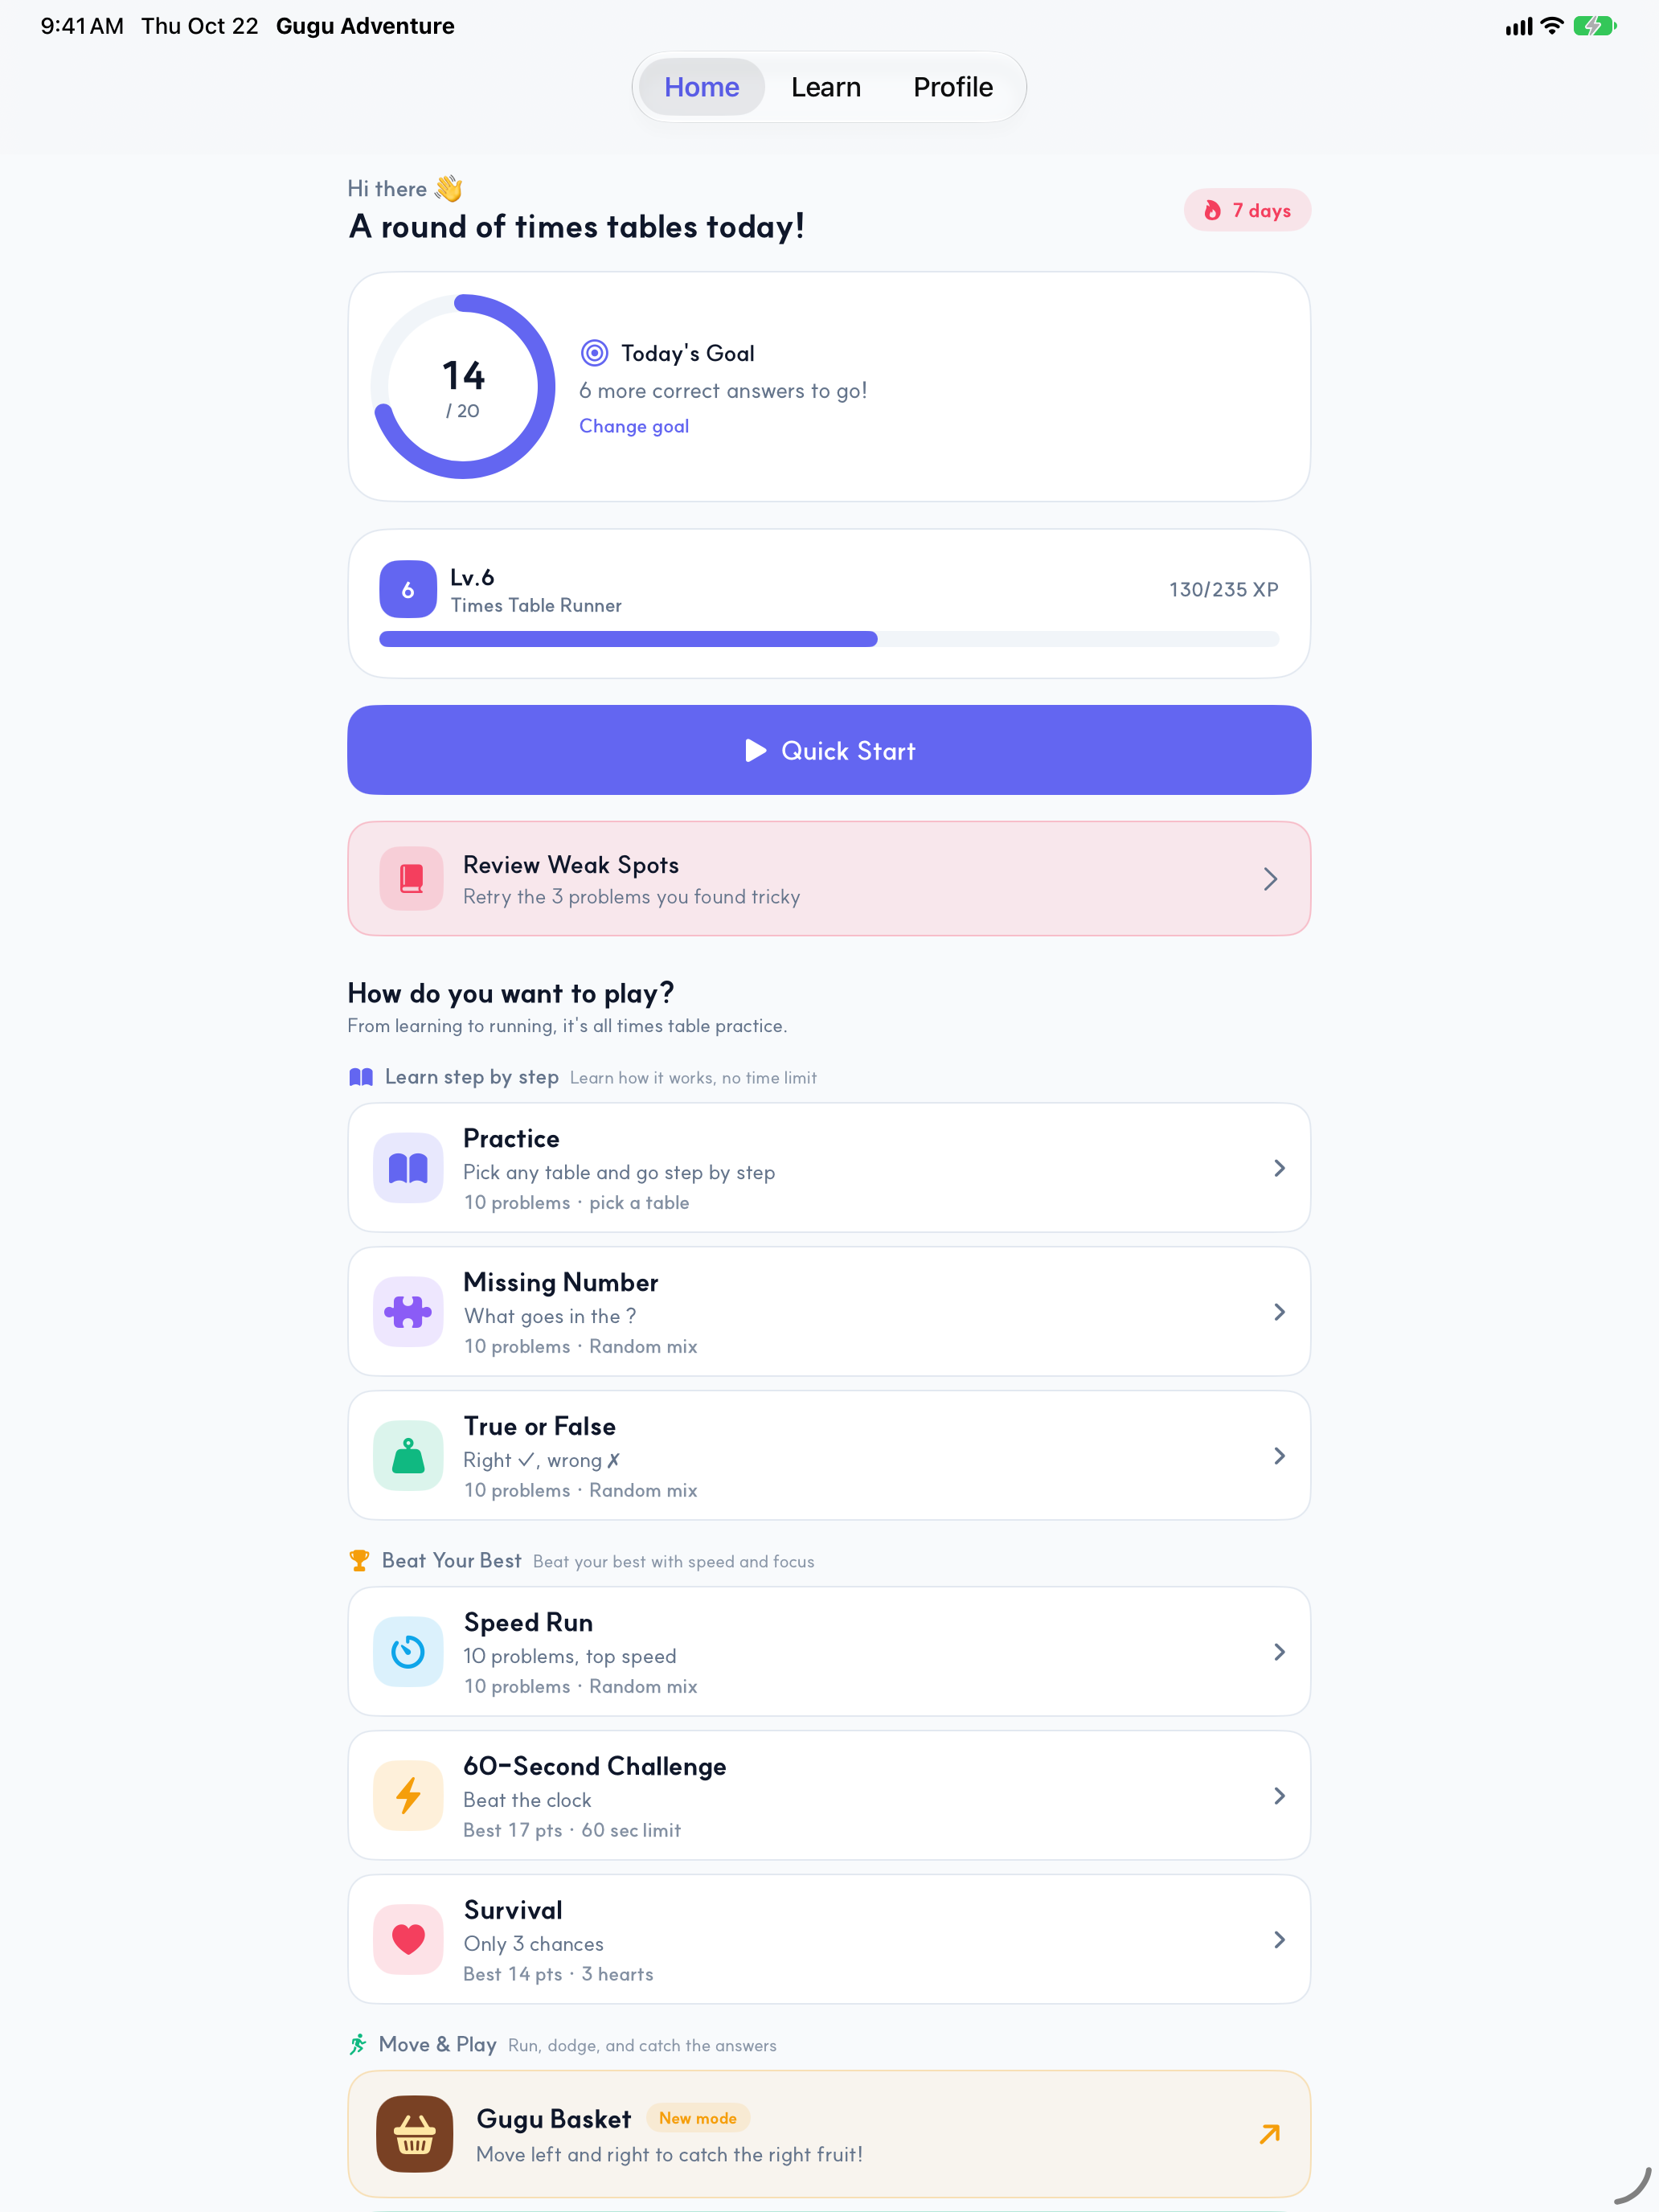 9:41 AM Thu Oct 22 Gugu Adventure
Home Learn Profile
Hi there 👋
A round of times tables today!
7 days
14
/ 20
Today's Goal
6 more correct answers to go!
Change goal
6
Lv.6
Times Table Runner
130/235 XP
Quick Start
Review Weak Spots
Retry the 3 problems you found tricky
How do you want to play?
From learning to running, it's all times table practice.
Learn step by step Learn how it works, no time limit
Practice
Pick any table and go step by step
10 problems · pick a table
Missing Number
What goes in the ?
10 problems · Random mix
True or False
Right ✓, wrong ✗
10 problems · Random mix
Beat Your Best Beat your best with speed and focus
Speed Run
10 problems, top speed
10 problems · Random mix
60-Second Challenge
Beat the clock
Best 17 pts · 60 sec limit
Survival
Only 3 chances
Best 14 pts · 3 hearts
Move & Play Run, dodge, and catch the answers
Gugu Basket New mode
Move left and right to catch the right fruit!